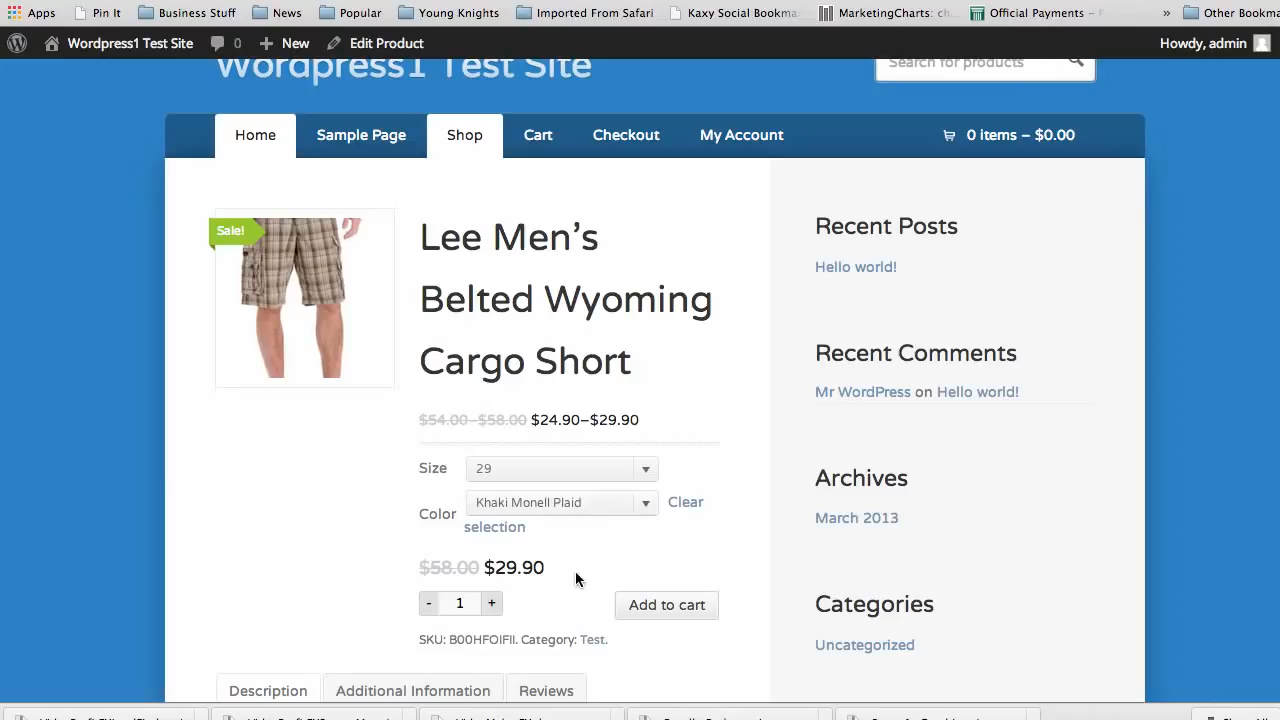 Apps Pin It Business Stuff News Popular Young Knights Imported From Safari Kaxy Social Bookma MarketingCharts: ch Official Payments – » Other Bookma
Wordpress1 Test Site 0 New Edit Product Howdy, admin
Wordpress1 Test Site
Search for products
Home Sample Page Shop Cart Checkout My Account 0 items – $0.00
Sale!
Lee Men's
Belted Wyoming
Cargo Short
$54.00–$58.00 $24.90–$29.90
Size 29
Color Khaki Monell Plaid Clear
selection
$58.00 $29.90
- 1 + Add to cart
SKU: B00HFOIFII. Category: Test.
Description Additional Information Reviews
Recent Posts
Hello world!
Recent Comments
Mr WordPress on Hello world!
Archives
March 2013
Categories
Uncategorized